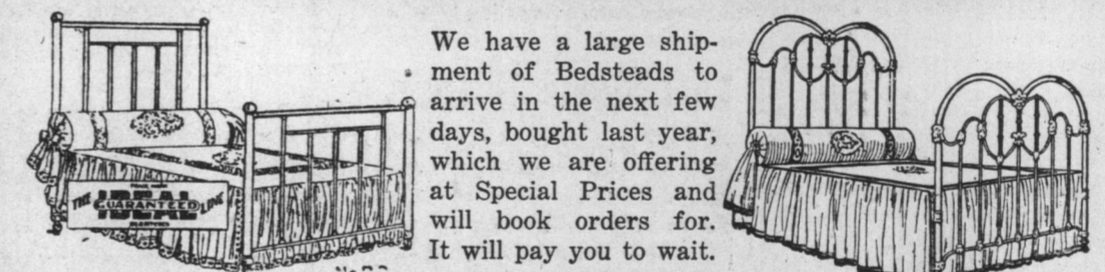 We have a large ship-
ment of Bedsteads to
arrive in the next few
days, bought last year,
which we are offering
at Special Prices and
will book orders for.
It will pay you to wait.
THE IDEAL LINE
GUARANTEED